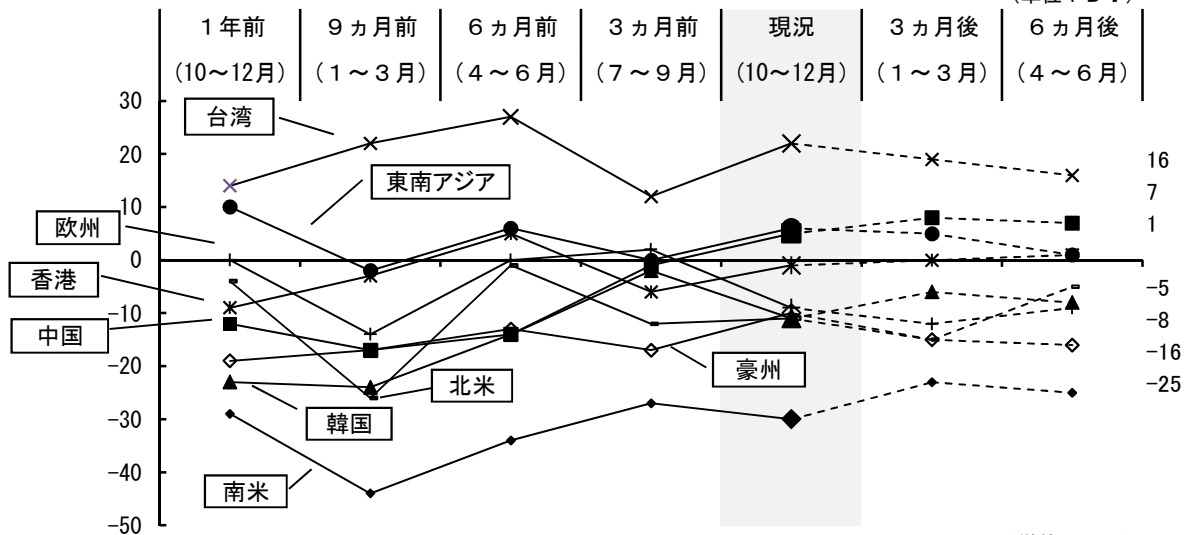 １年前 ９ヵ月前 ６ヵ月前 ３ヵ月前 現況 ３ヵ月後 ６ヵ月後
（10～12月） （１～３月） （４～６月） （７～９月） （10～12月） （１～３月） （４～６月）
30
台湾
20
16
東南アジア
7
10
欧州
1
0
香港
-5
-10
中国
-8
-16
豪州
-20
北米
-25
韓国
-30
-40
南米
-50